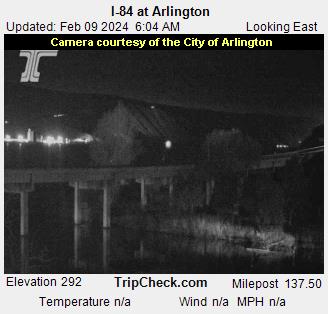 I-84 at Arlington
Updated: Feb 09 2024 6:04 AM Looking East
Camera courtesy of the City of Arlington
Elevation 292 TripCheck.com Milepost 137.50
Temperature n/a Wind n/a MPH n/a